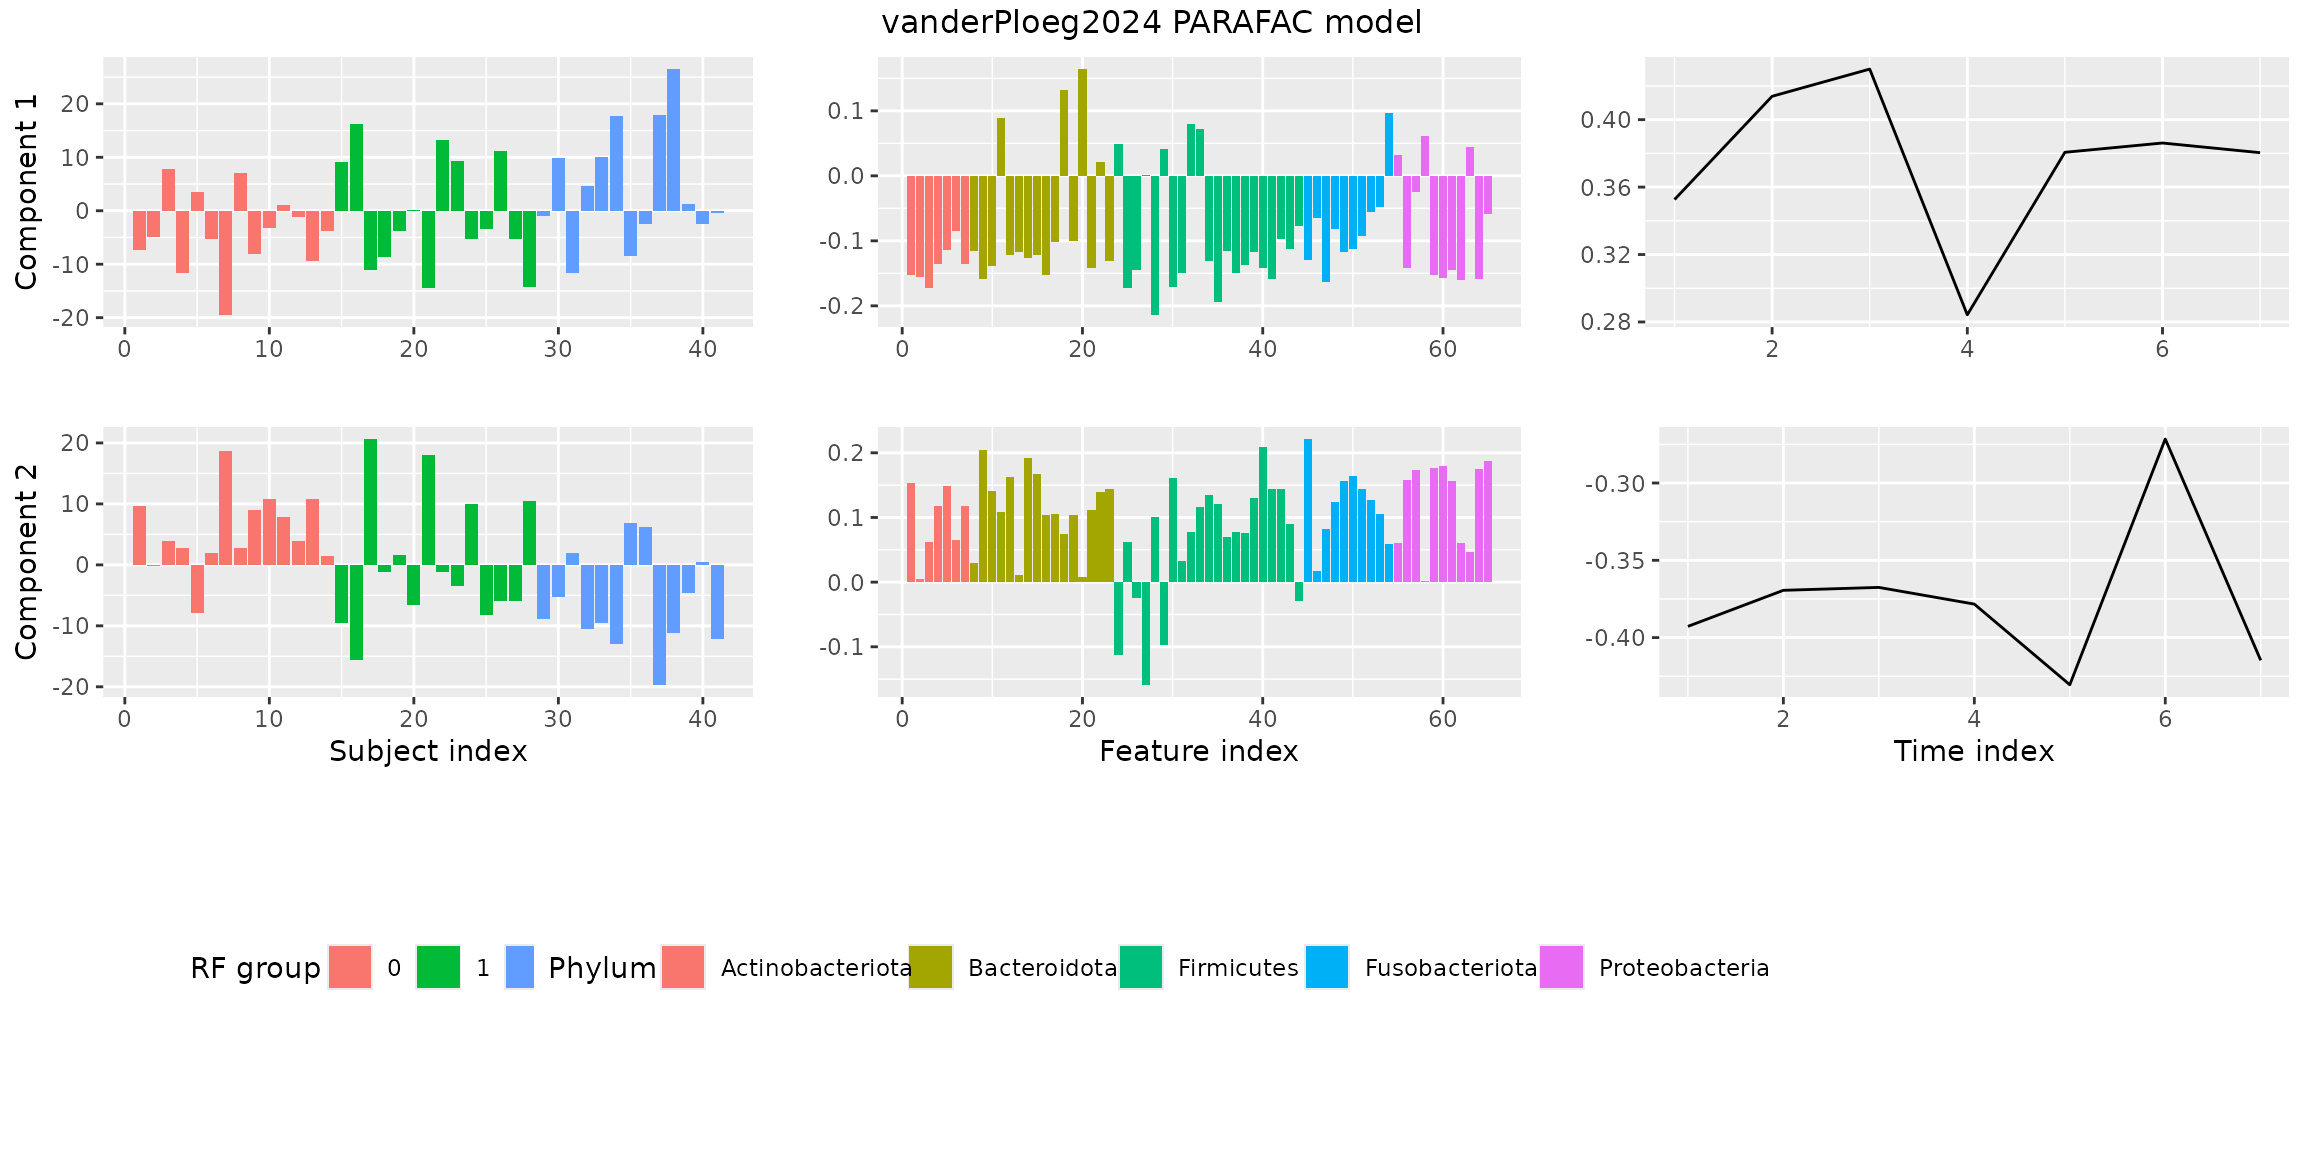 vanderPloeg2024 PARAFAC model
Component 1
20
10
0
-10
-20
0 10 20 30 40
0.1
0.0
-0.1
-0.2
0 20 40 60
0.40
0.36
0.32
0.28
2 4 6
Component 2
20
10
0
-10
-20
0 10 20 30 40
Subject index
0.2
0.1
0.0
-0.1
0 20 40 60
Feature index
-0.30
-0.35
-0.40
2 4 6
Time index
RF group 0 1 Phylum Actinobacteriota Bacteroidota Firmicutes Fusobacteriota Proteobacteria